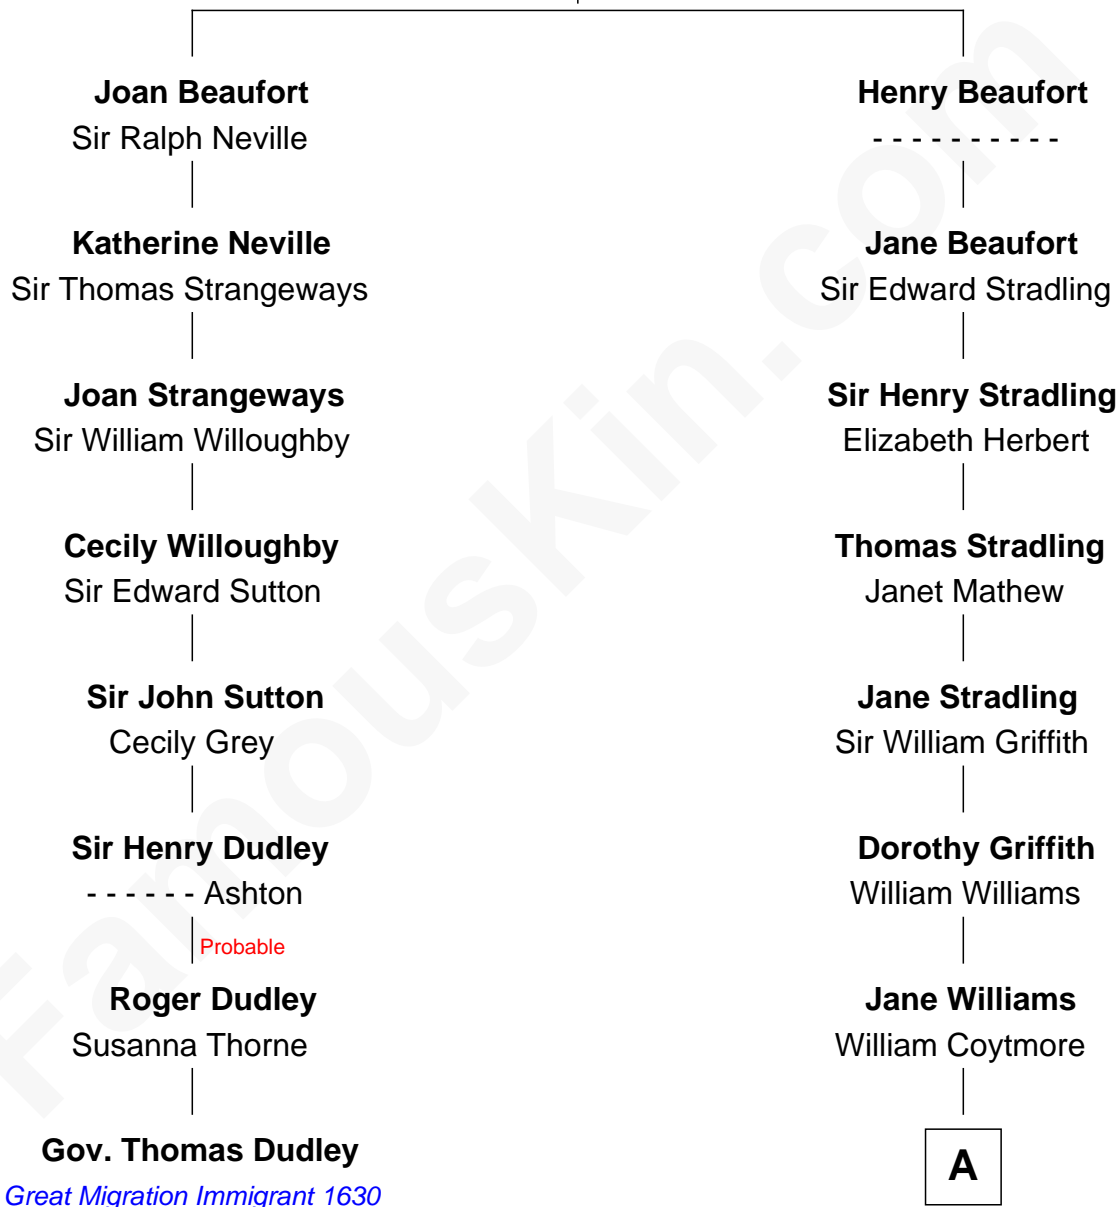 Joan Beaufort
Sir Ralph Neville
Katherine Neville
Sir Thomas Strangeways
Joan Strangeways
Sir William Willoughby
Cecily Willoughby
Sir Edward Sutton
Sir John Sutton
Cecily Grey
Sir Henry Dudley
- - - - - - Ashton
Probable
Roger Dudley
Susanna Thorne
Gov. Thomas Dudley
Great Migration Immigrant 1630
Henry Beaufort
- - - - - - - - - -
Jane Beaufort
Sir Edward Stradling
Sir Henry Stradling
Elizabeth Herbert
Thomas Stradling
Janet Mathew
Jane Stradling
Sir William Griffith
Dorothy Griffith
William Williams
Jane Williams
William Coytmore
A
FamousKin.com